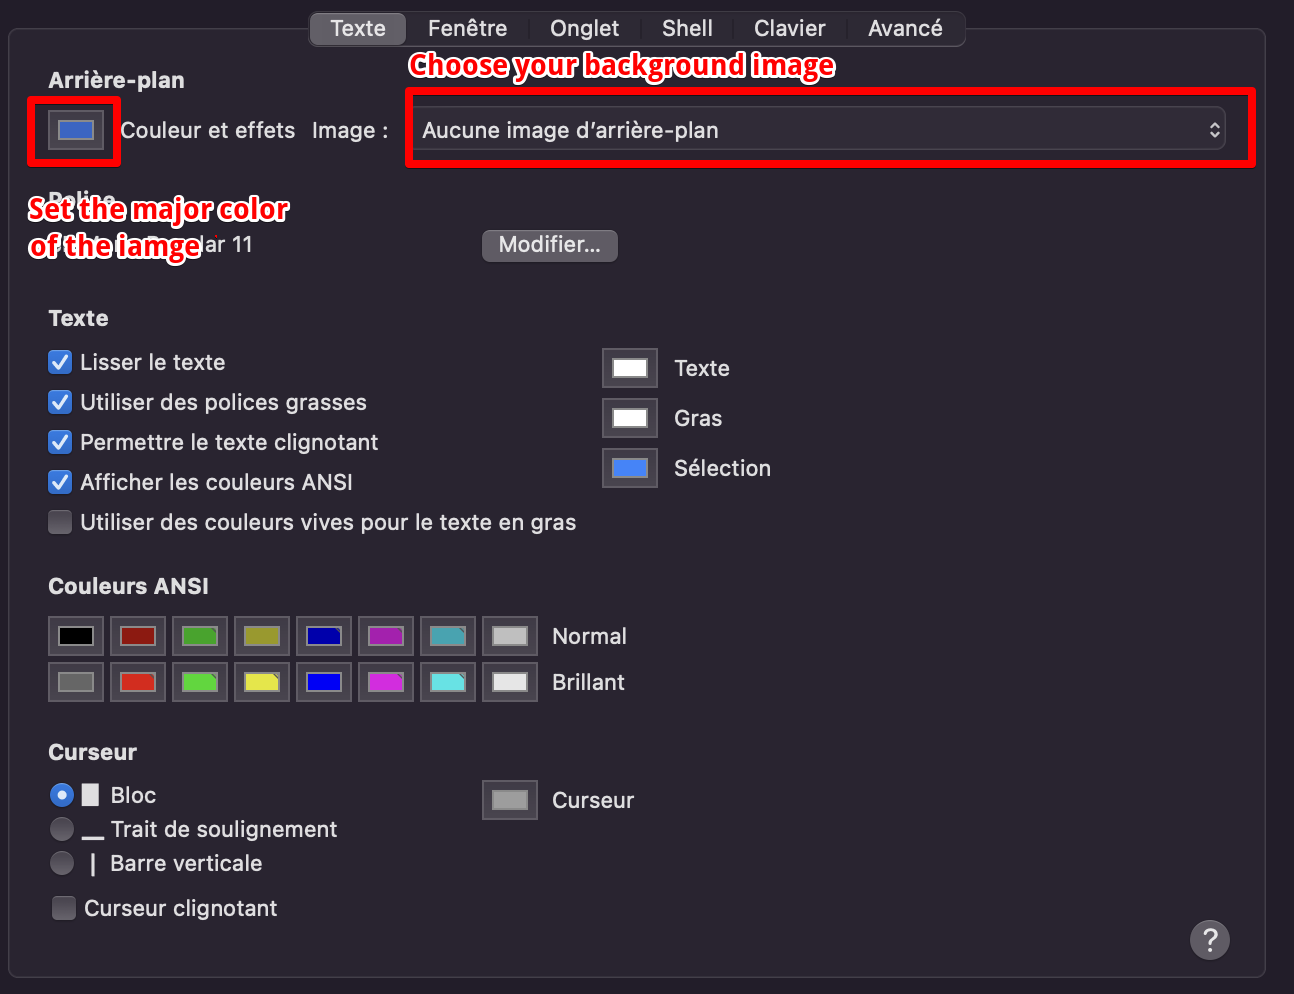 Texte Fenêtre Onglet Shell Clavier Avancé
Choose your background image
Arrière-plan
Couleur et effets Image : Aucune image d'arrière-plan
Set the major color
of the iamge
lar 11 Modifier...
Texte
Lisser le texte
Utiliser des polices grasses
Permettre le texte clignotant
Afficher les couleurs ANSI
Utiliser des couleurs vives pour le texte en gras
Texte
Gras
Sélection
Couleurs ANSI
Normal
Brillant
Curseur
Bloc
Trait de soulignement
Barre verticale
Curseur clignotant
Curseur
?